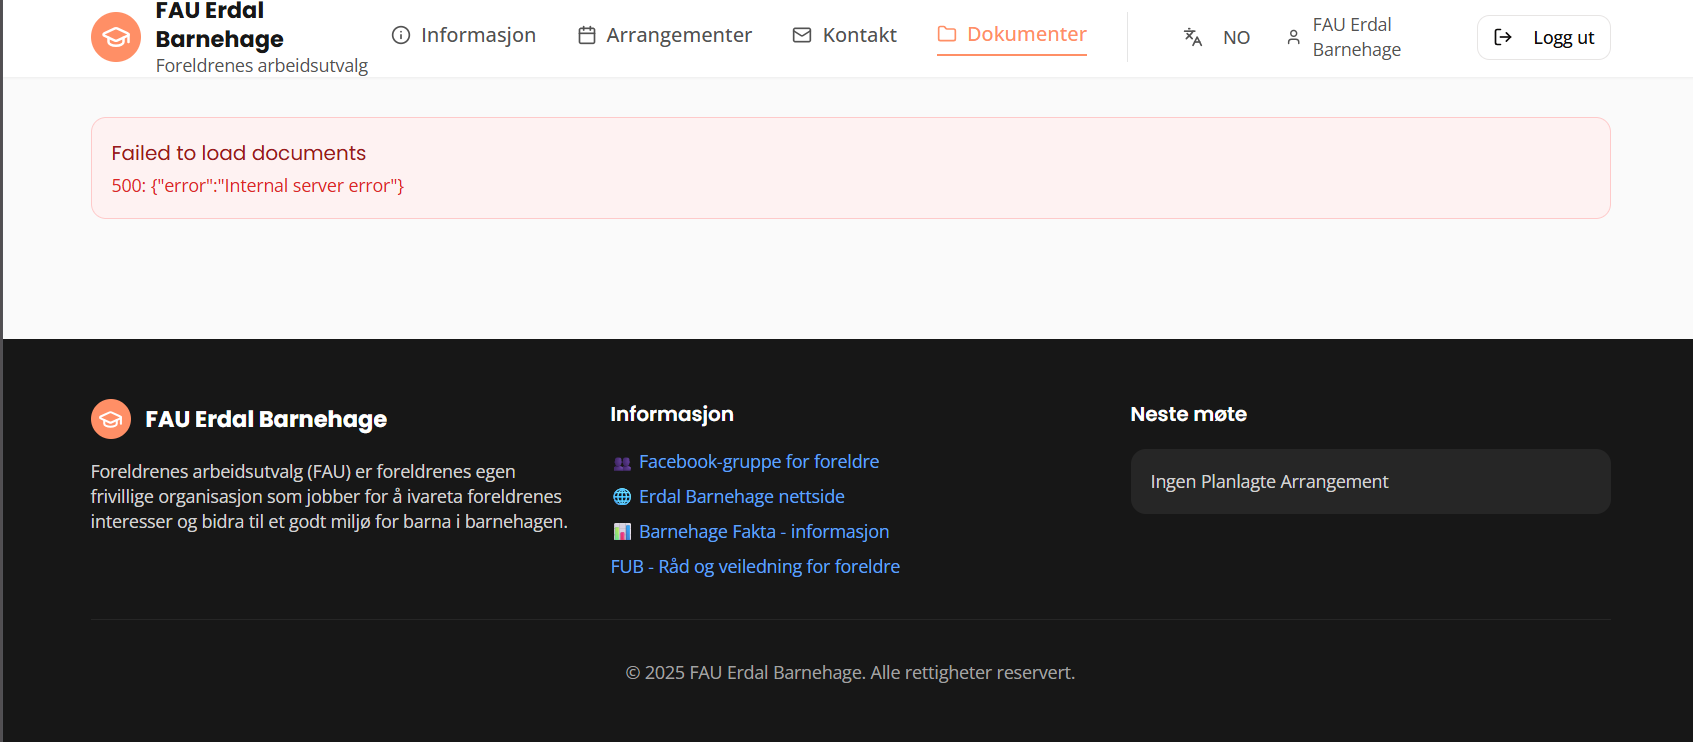 FAU Erdal
Barnehage
Foreldrenes arbeidsutvalg
Informasjon
Arrangementer
Kontakt
Dokumenter
NO
FAU Erdal
Barnehage
Logg ut
Failed to load documents
500: {"error":"Internal server error"}
FAU Erdal Barnehage
Foreldrenes arbeidsutvalg (FAU) er foreldrenes egen
frivillige organisasjon som jobber for å ivareta foreldrenes
interesser og bidra til et godt miljø for barna i barnehagen.
Informasjon
👥 Facebook-gruppe for foreldre
🌐 Erdal Barnehage nettside
📊 Barnehage Fakta - informasjon
FUB - Råd og veiledning for foreldre
Neste møte
Ingen Planlagte Arrangement
© 2025 FAU Erdal Barnehage. Alle rettigheter reservert.